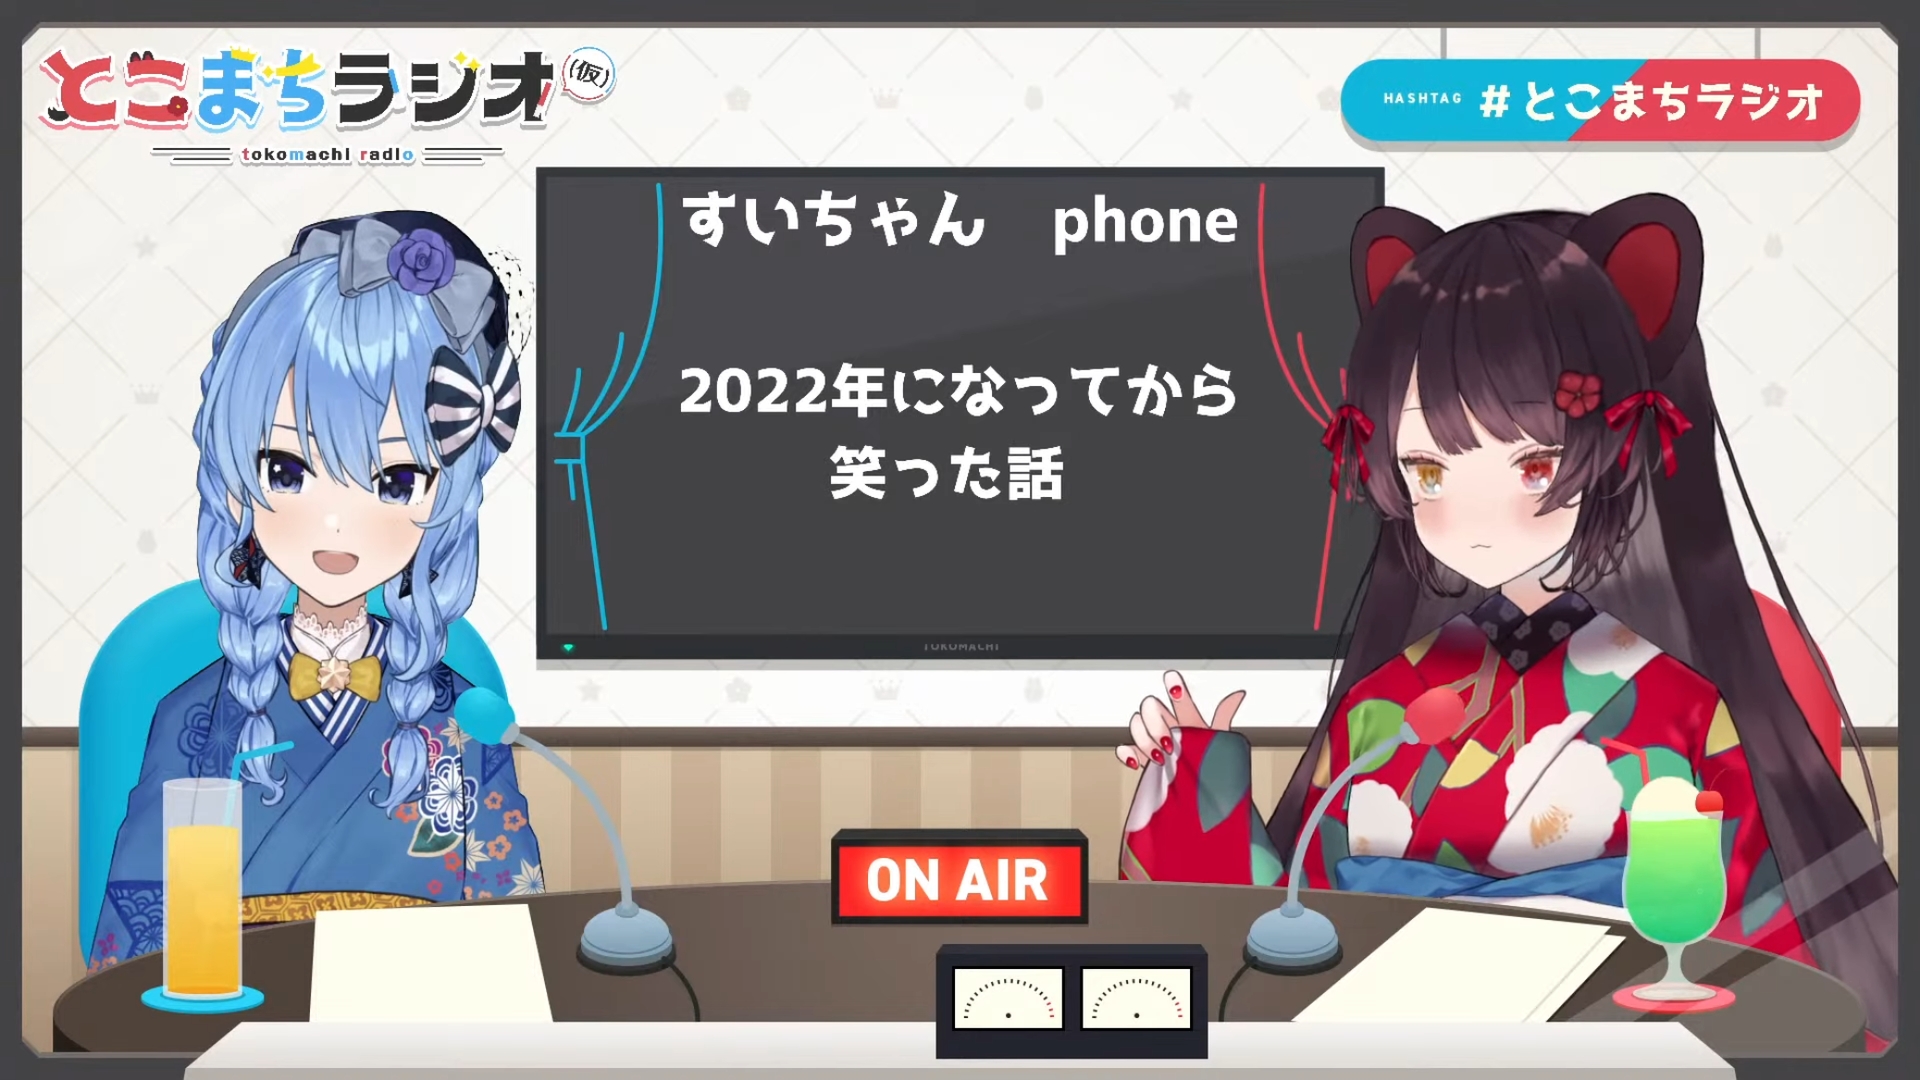 とこまちラジオ(仮)
tokomachi radio
HASHTAG #とこまちラジオ
すいちゃん　phone
2022年になってから
笑った話
TOKOMACHI
ON AIR